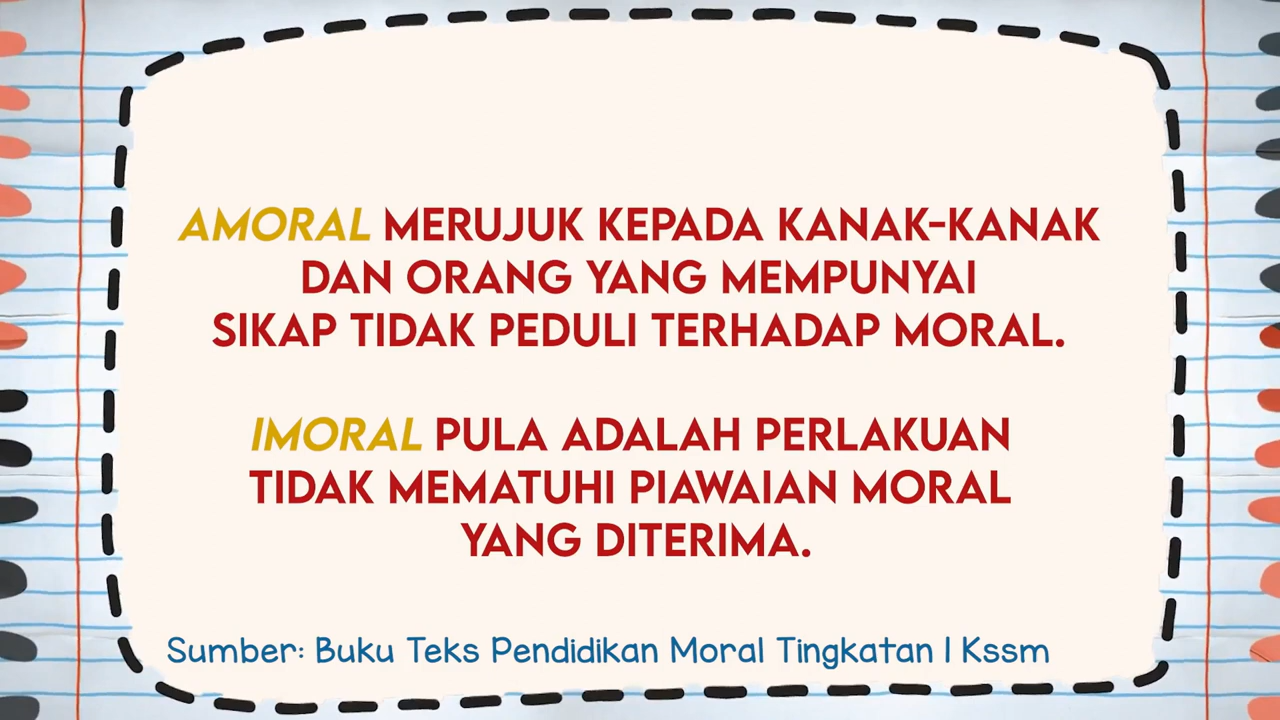 AMORAL MERUJUK KEPADA KANAK-KANAK
DAN ORANG YANG MEMPUNYAI
SIKAP TIDAK PEDULI TERHADAP MORAL.
IMORAL PULA ADALAH PERLAKUAN
TIDAK MEMATUHI PIAWAIAN MORAL
YANG DITERIMA.
Sumber: Buku Teks Pendidikan Moral Tingkatan 1 Kssm